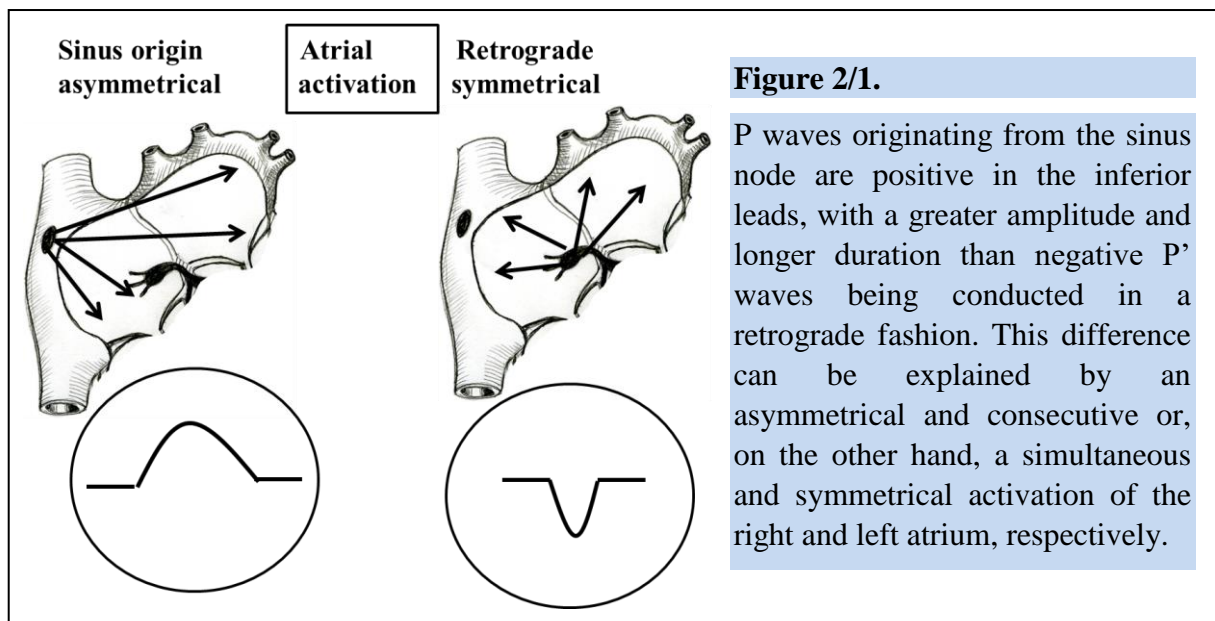 Sinus origin
asymmetrical
Atrial
activation
Retrograde
symmetrical
Figure 2/1.
P waves originating from the sinus
node are positive in the inferior
leads, with a greater amplitude and
longer duration than negative P’
waves being conducted in a
retrograde fashion. This difference
can be explained by an
asymmetrical and consecutive or,
on the other hand, a simultaneous
and symmetrical activation of the
right and left atrium, respectively.